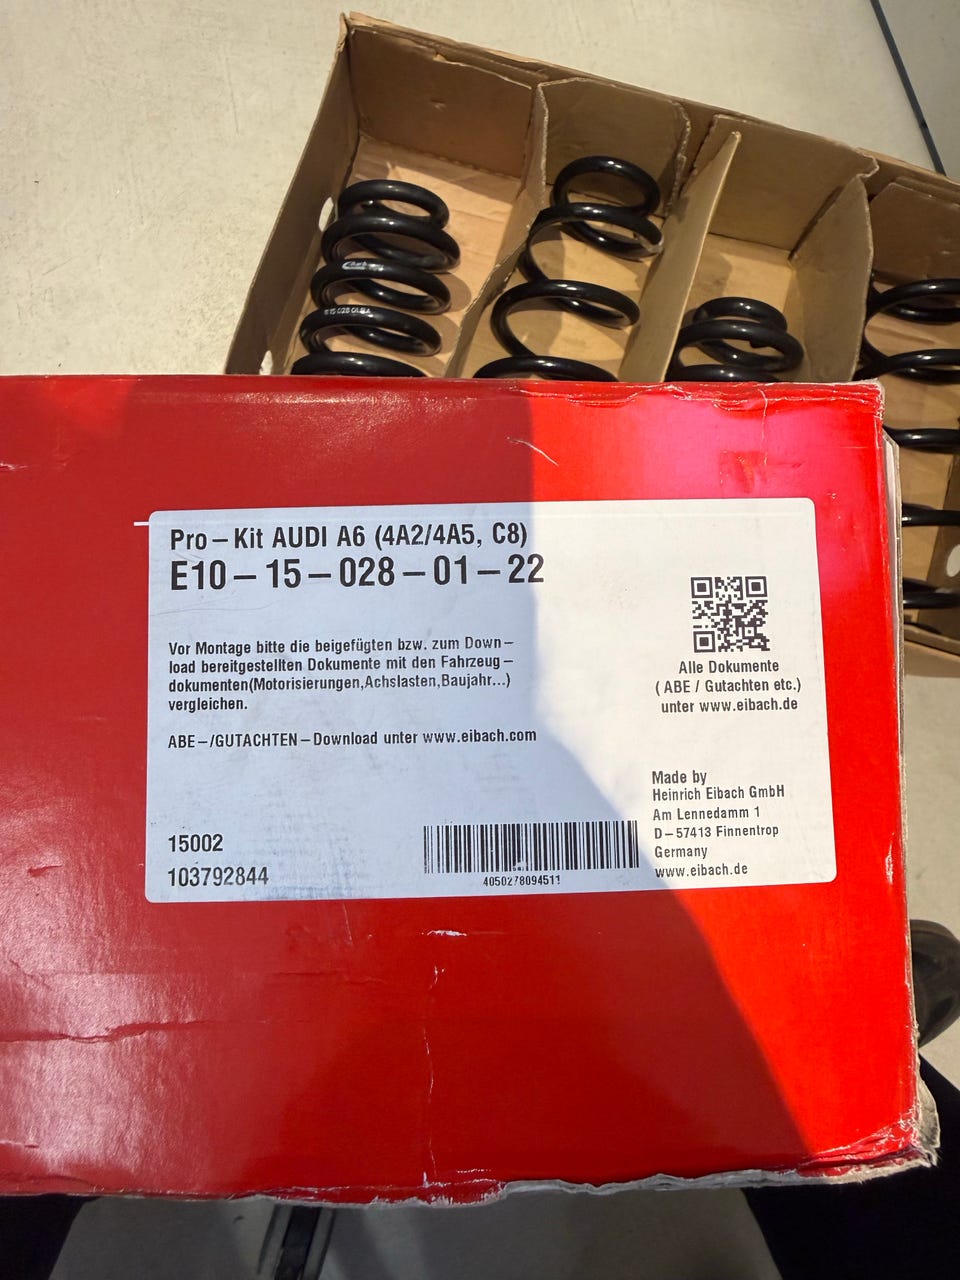 Pro-Kit AUDI A6 (4A2/4A5, C8)
E10-15-028-01-22
Vor Montage bitte die beigefügten bzw. zum Down-
load bereitgestellten Dokumente mit den Fahrzeug-
dokumenten(Motorisierungen,Achslasten,Baujahr...)
vergleichen.
ABE-/GUTACHTEN-Download unter www.eibach.com
Alle Dokumente
( ABE / Gutachten etc.)
unter www.eibach.de
15002
103792844
4050278094511
Made by
Heinrich Eibach GmbH
Am Lennedamm 1
D-57413 Finnentrop
Germany
www.eibach.de